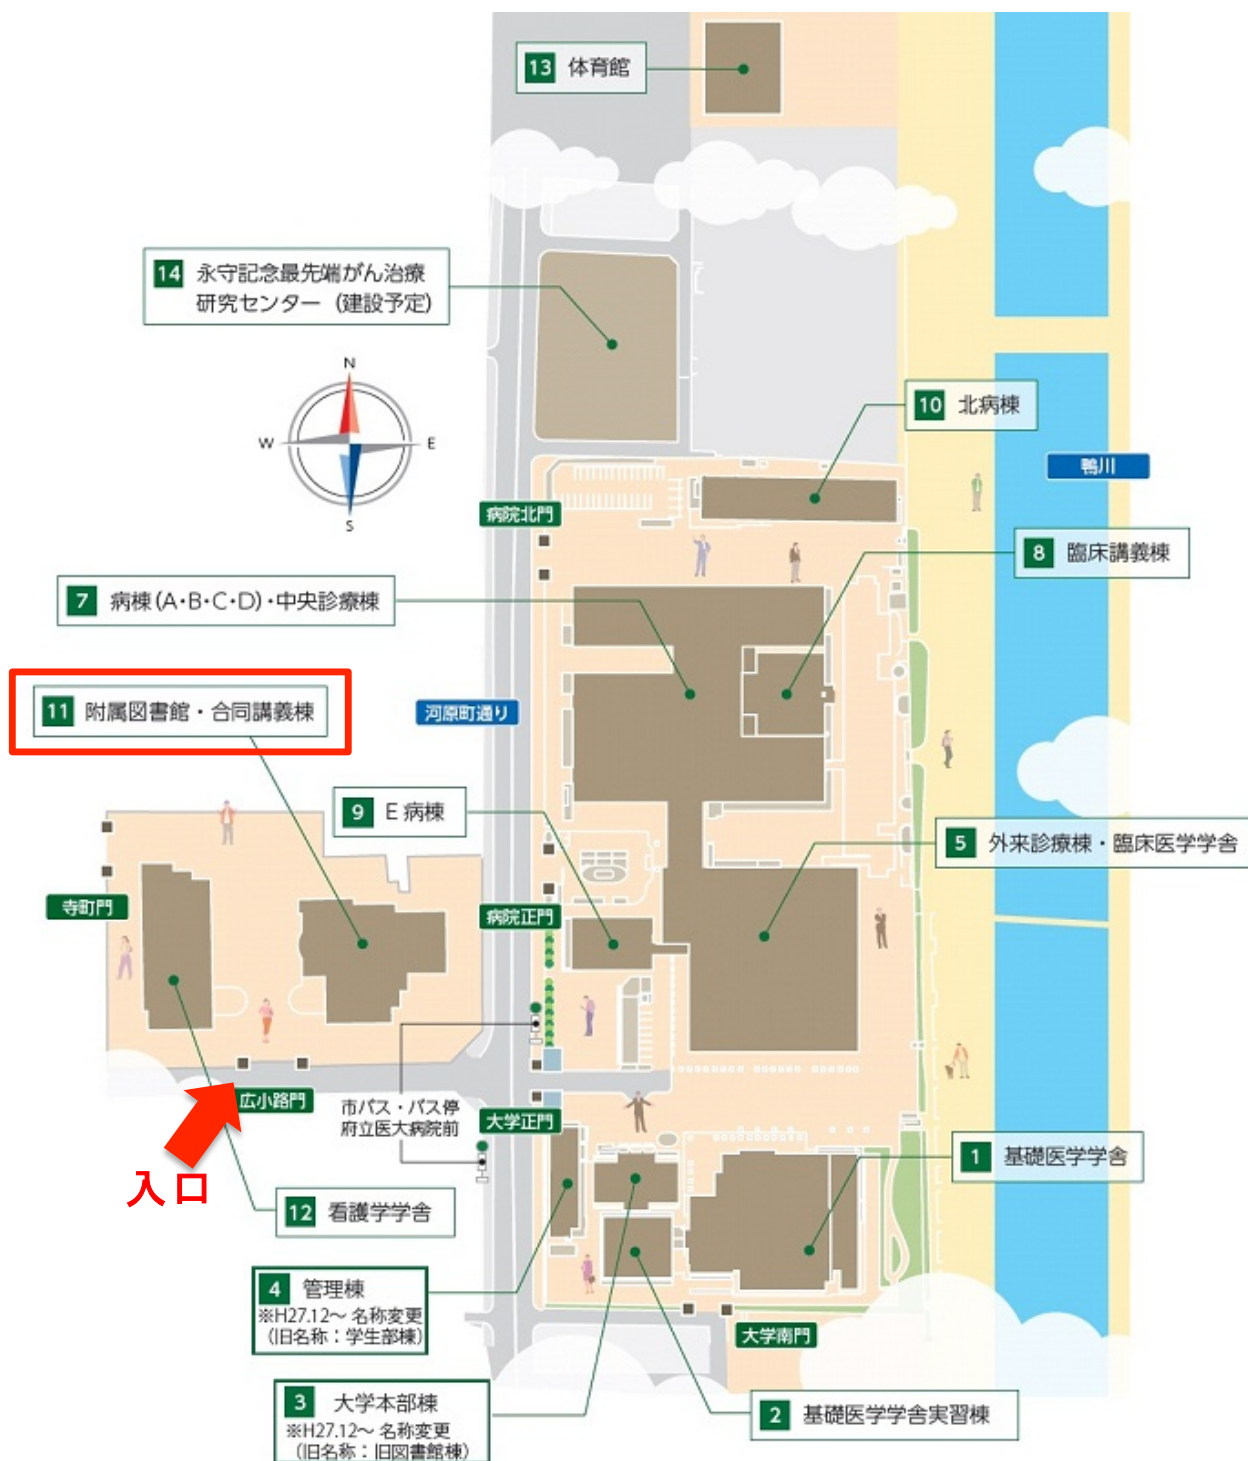 13 体育館
14 永守記念最先端がん治療
研究センター (建設予定)
N
W
E
S
10 北病棟
鴨川
病院北門
8 臨床講義棟
7 病棟(A・B・C・D)・中央診療棟
11 附属図書館・合同講義棟
河原町通り
9 E 病棟
5 外来診療棟・臨床医学学舎
寺町門
病院正門
広小路門
市バス・バス停
府立医大病院前
大学正門
入口
1 基礎医学学舎
12 看護学学舎
4 管理棟
※H27.12〜 名称変更
(旧名称:学生部棟)
大学南門
3 大学本部棟
※H27.12〜 名称変更
(旧名称:旧図書館棟)
2 基礎医学学舎実習棟